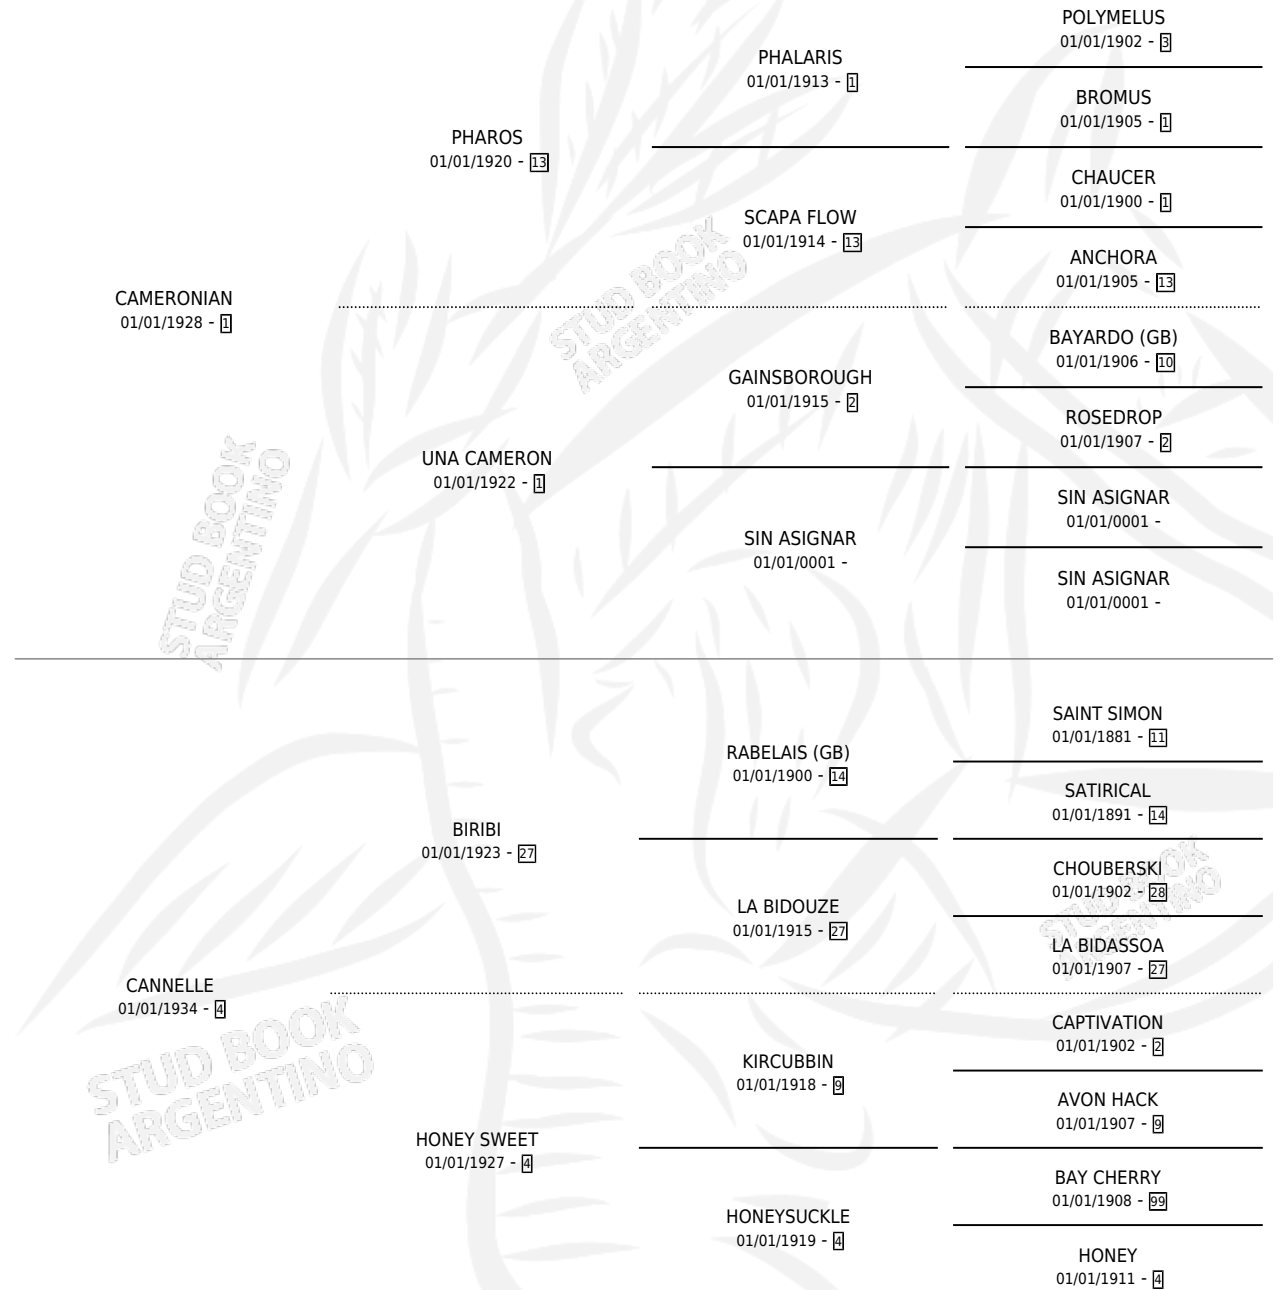 POLYMELUS
01/01/1902 - 3
PHALARIS
01/01/1913 - 1
BROMUS
01/01/1905 - 1
PHAROS
01/01/1920 - 13
CHAUCER
01/01/1900 - 1
SCAPA FLOW
01/01/1914 - 13
ANCHORA
01/01/1905 - 13
CAMERONIAN
01/01/1928 - 1
STUD BOOK
ARGENTINO
BAYARDO (GB)
01/01/1906 - 10
GAINSBOROUGH
01/01/1915 - 2
ROSEDROP
01/01/1907 - 2
UNA CAMERON
01/01/1922 - 1
SIN ASIGNAR
01/01/0001 -
SIN ASIGNAR
01/01/0001 -
SIN ASIGNAR
01/01/0001 -
STUD BOOK
ARGENTINO
SAINT SIMON
01/01/1881 - 11
RABELAIS (GB)
01/01/1900 - 14
SATIRICAL
01/01/1891 - 14
BIRIBI
01/01/1923 - 27
CHOUBERSKI
01/01/1902 - 28
LA BIDOUZE
01/01/1915 - 27
STUD BOOK
ARGENTINO
LA BIDASSOA
01/01/1907 - 27
CANNELLE
01/01/1934 - 4
CAPTIVATION
01/01/1902 - 2
KIRCUBBIN
01/01/1918 - 9
STUD BOOK
ARGENTINO
AVON HACK
01/01/1907 - 9
HONEY SWEET
01/01/1927 - 4
BAY CHERRY
01/01/1908 - 99
HONEYSUCKLE
01/01/1919 - 4
HONEY
01/01/1911 - 4